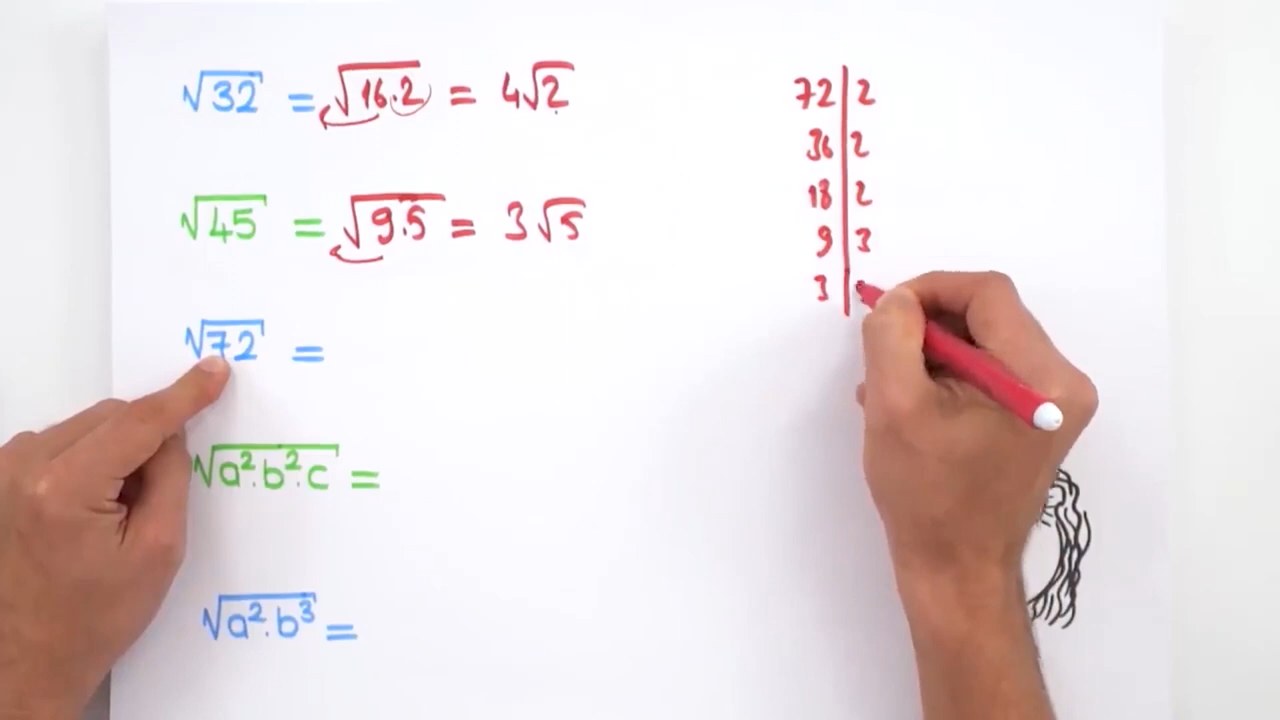 √32 = √16.2 = 4√2
√45 = √9.5 = 3√5
√72 =
√a².b².c =
√a².b³ =
72 | 2
36 | 2
18 | 2
9 | 3
3 |